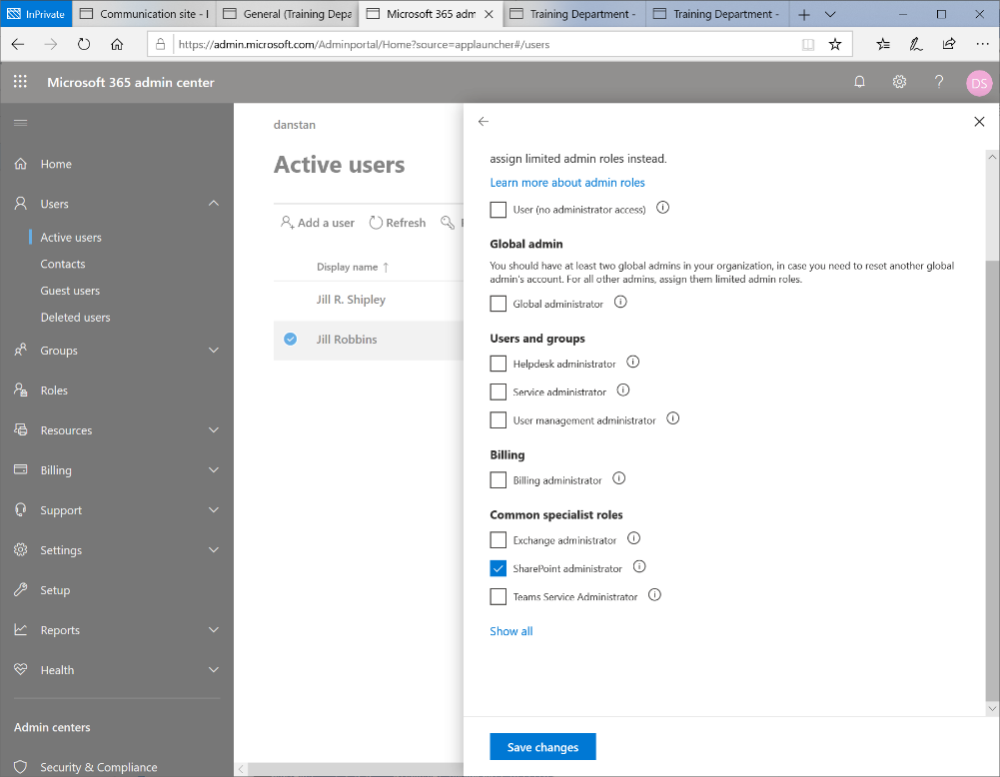 InPrivate
Communication site - I
General (Training Depa
Microsoft 365 adm
Training Department -
Training Department -
https://admin.microsoft.com/Adminportal/Home?source=applauncher#/users
Microsoft 365 admin center
DS
Home
Users
Active users
Contacts
Guest users
Deleted users
Groups
Roles
Resources
Billing
Support
Settings
Setup
Reports
Health
Admin centers
Security & Compliance
danstan
Active users
Add a user
Refresh
Display name ↑
Jill R. Shipley
Jill Robbins
assign limited admin roles instead.
Learn more about admin roles
User (no administrator access)
Global admin
You should have at least two global admins in your organization, in case you need to reset another global
admin's account. For all other admins, assign them limited admin roles.
Global administrator
Users and groups
Helpdesk administrator
Service administrator
User management administrator
Billing
Billing administrator
Common specialist roles
Exchange administrator
SharePoint administrator
Teams Service Administrator
Show all
Save changes